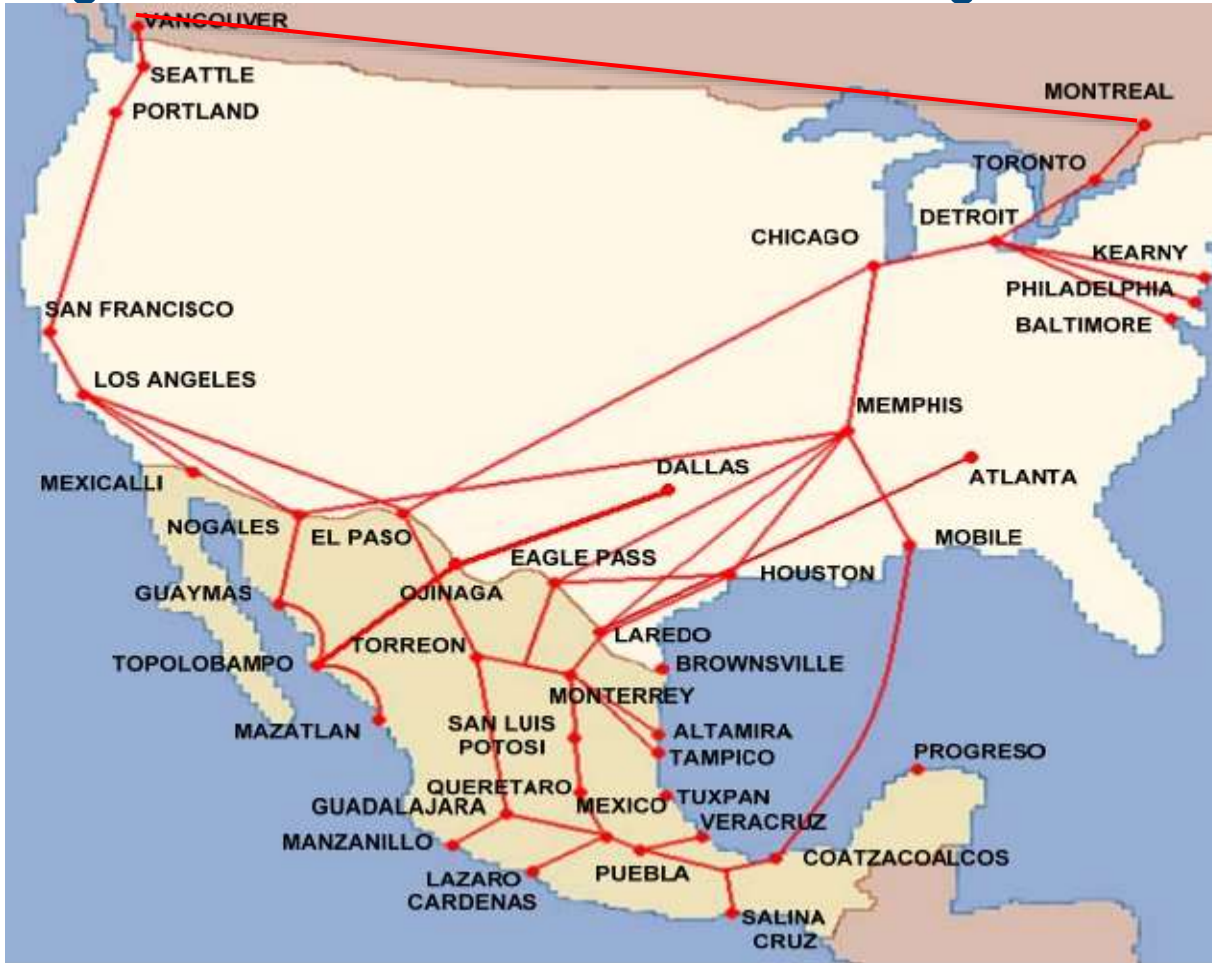 VANCOUVER
SEATTLE
PORTLAND
MONTREAL
TORONTO
DETROIT
CHICAGO
KEARNY
PHILADELPHIA
BALTIMORE
SAN FRANCISCO
LOS ANGELES
MEMPHIS
DALLAS
ATLANTA
MEXICALLI
NOGALES
EL PASO
EAGLE PASS
HOUSTON
MOBILE
GUAYMAS
OJINAGA
TORREON
LAREDO
TOPOLOBAMPO
BROWNSVILLE
MONTERREY
MAZATLAN
SAN LUIS
POTOSI
ALTAMIRA
TAMPICO
PROGRESO
QUERETARO
GUADALAJARA
MEXICO
TUXPAN
VERACRUZ
MANZANILLO
PUEBLA
COATZACOALCOS
LAZARO
CARDENAS
SALINA
CRUZ